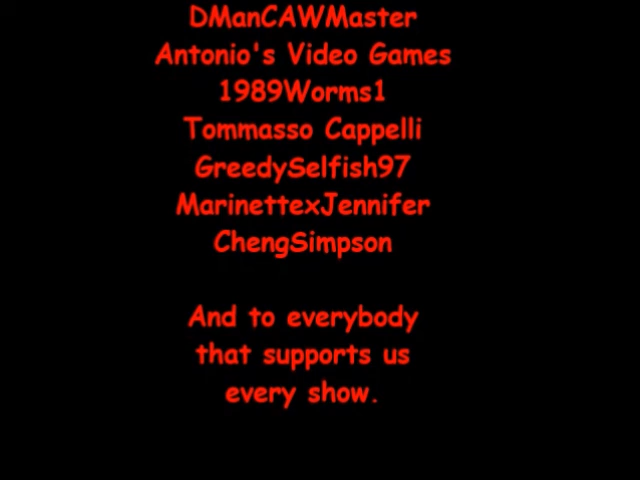 DManCAWMaster
Antonio's Video Games
1989Worms1
Tommasso Cappelli
GreedySelfish97
MarinettexJennifer
ChengSimpson
And to everybody
that supports us
every show.